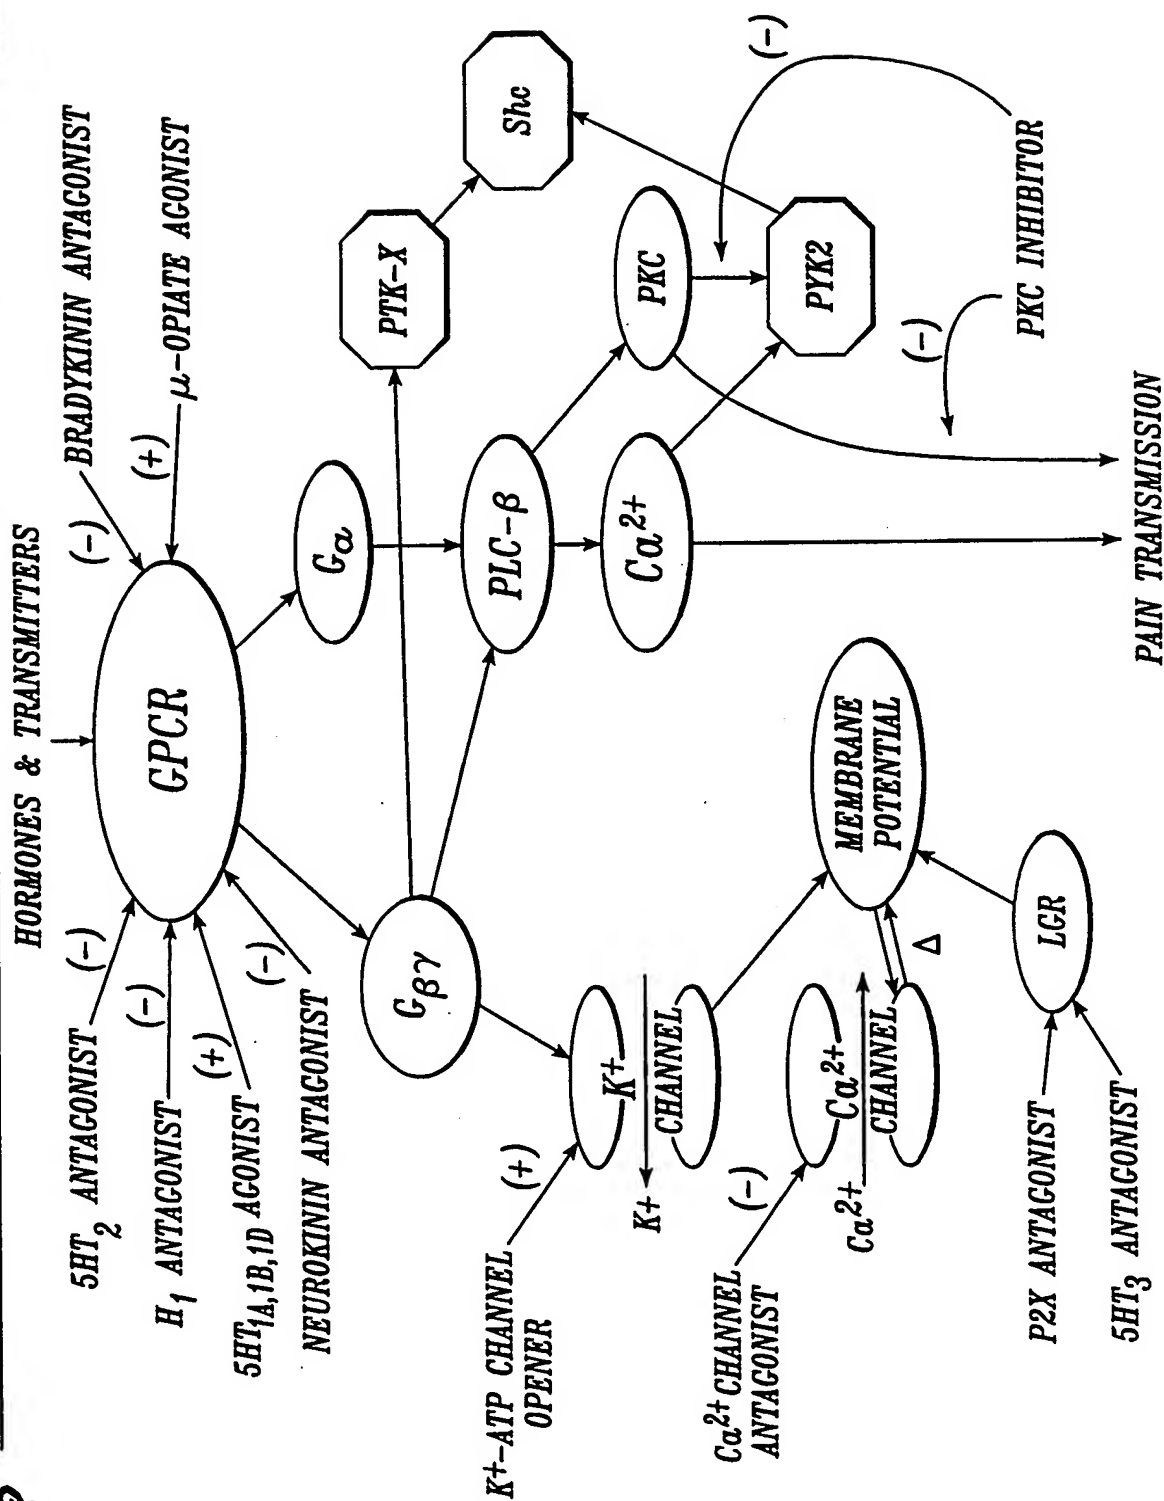 HORMONES & TRANSMITTERS
5HT2 ANTAGONIST
(-)
H1 ANTAGONIST
(-)
5HT1A,1B,1D AGONIST
(+)
NEUROKININ ANTAGONIST
(-)
GPCR
(-)
BRADYKININ ANTAGONIST
(+)
μ-OPIATE AGONIST
Gα
Gβγ
PTK-X
Shc
K+-ATP CHANNEL
OPENER
(+)
K+
CHANNEL
K+
PLC-β
Ca2+
PKC
(-)
PYK2
Ca2+ CHANNEL
ANTAGONIST
(-)
Ca2+
Ca2+
CHANNEL
Δ
MEMBRANE
POTENTIAL
(-)
PKC INHIBITOR
LGR
P2X ANTAGONIST
5HT3 ANTAGONIST
PAIN TRANSMISSION